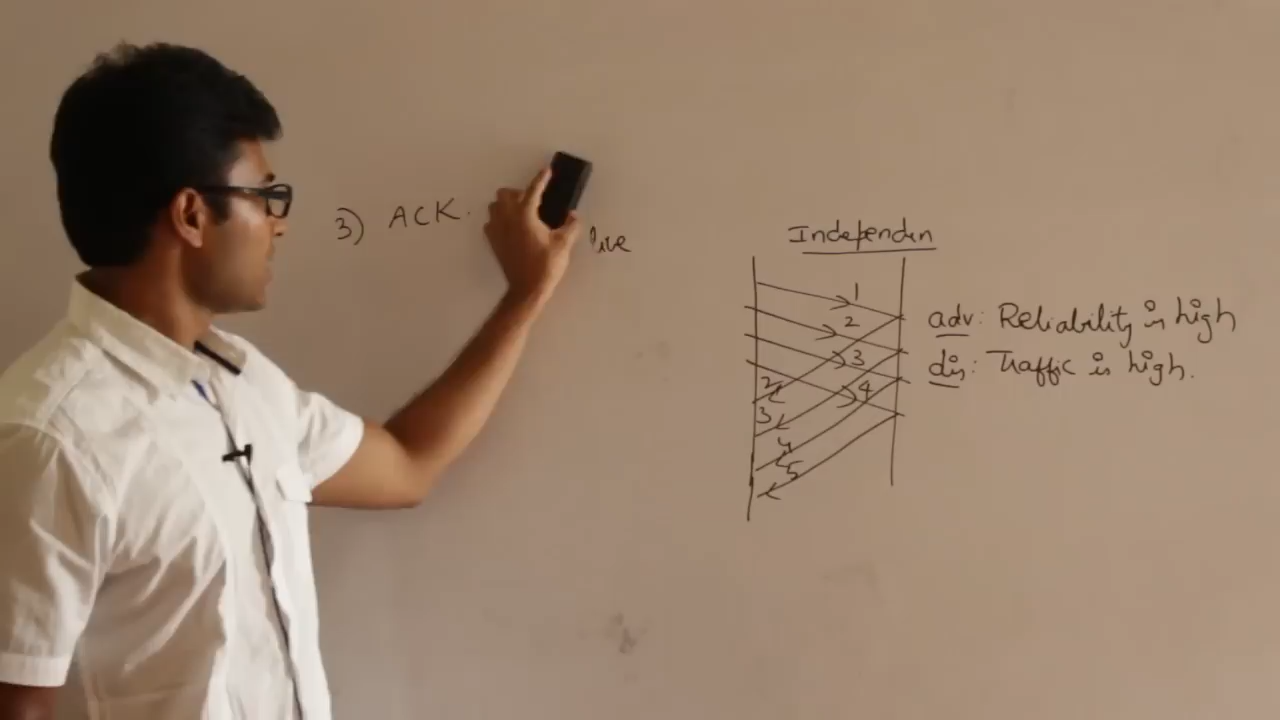 3) ACK.
Independen
1
2
3
4
2
3
4
5
adv: Reliability is high
dis: Traffic is high.